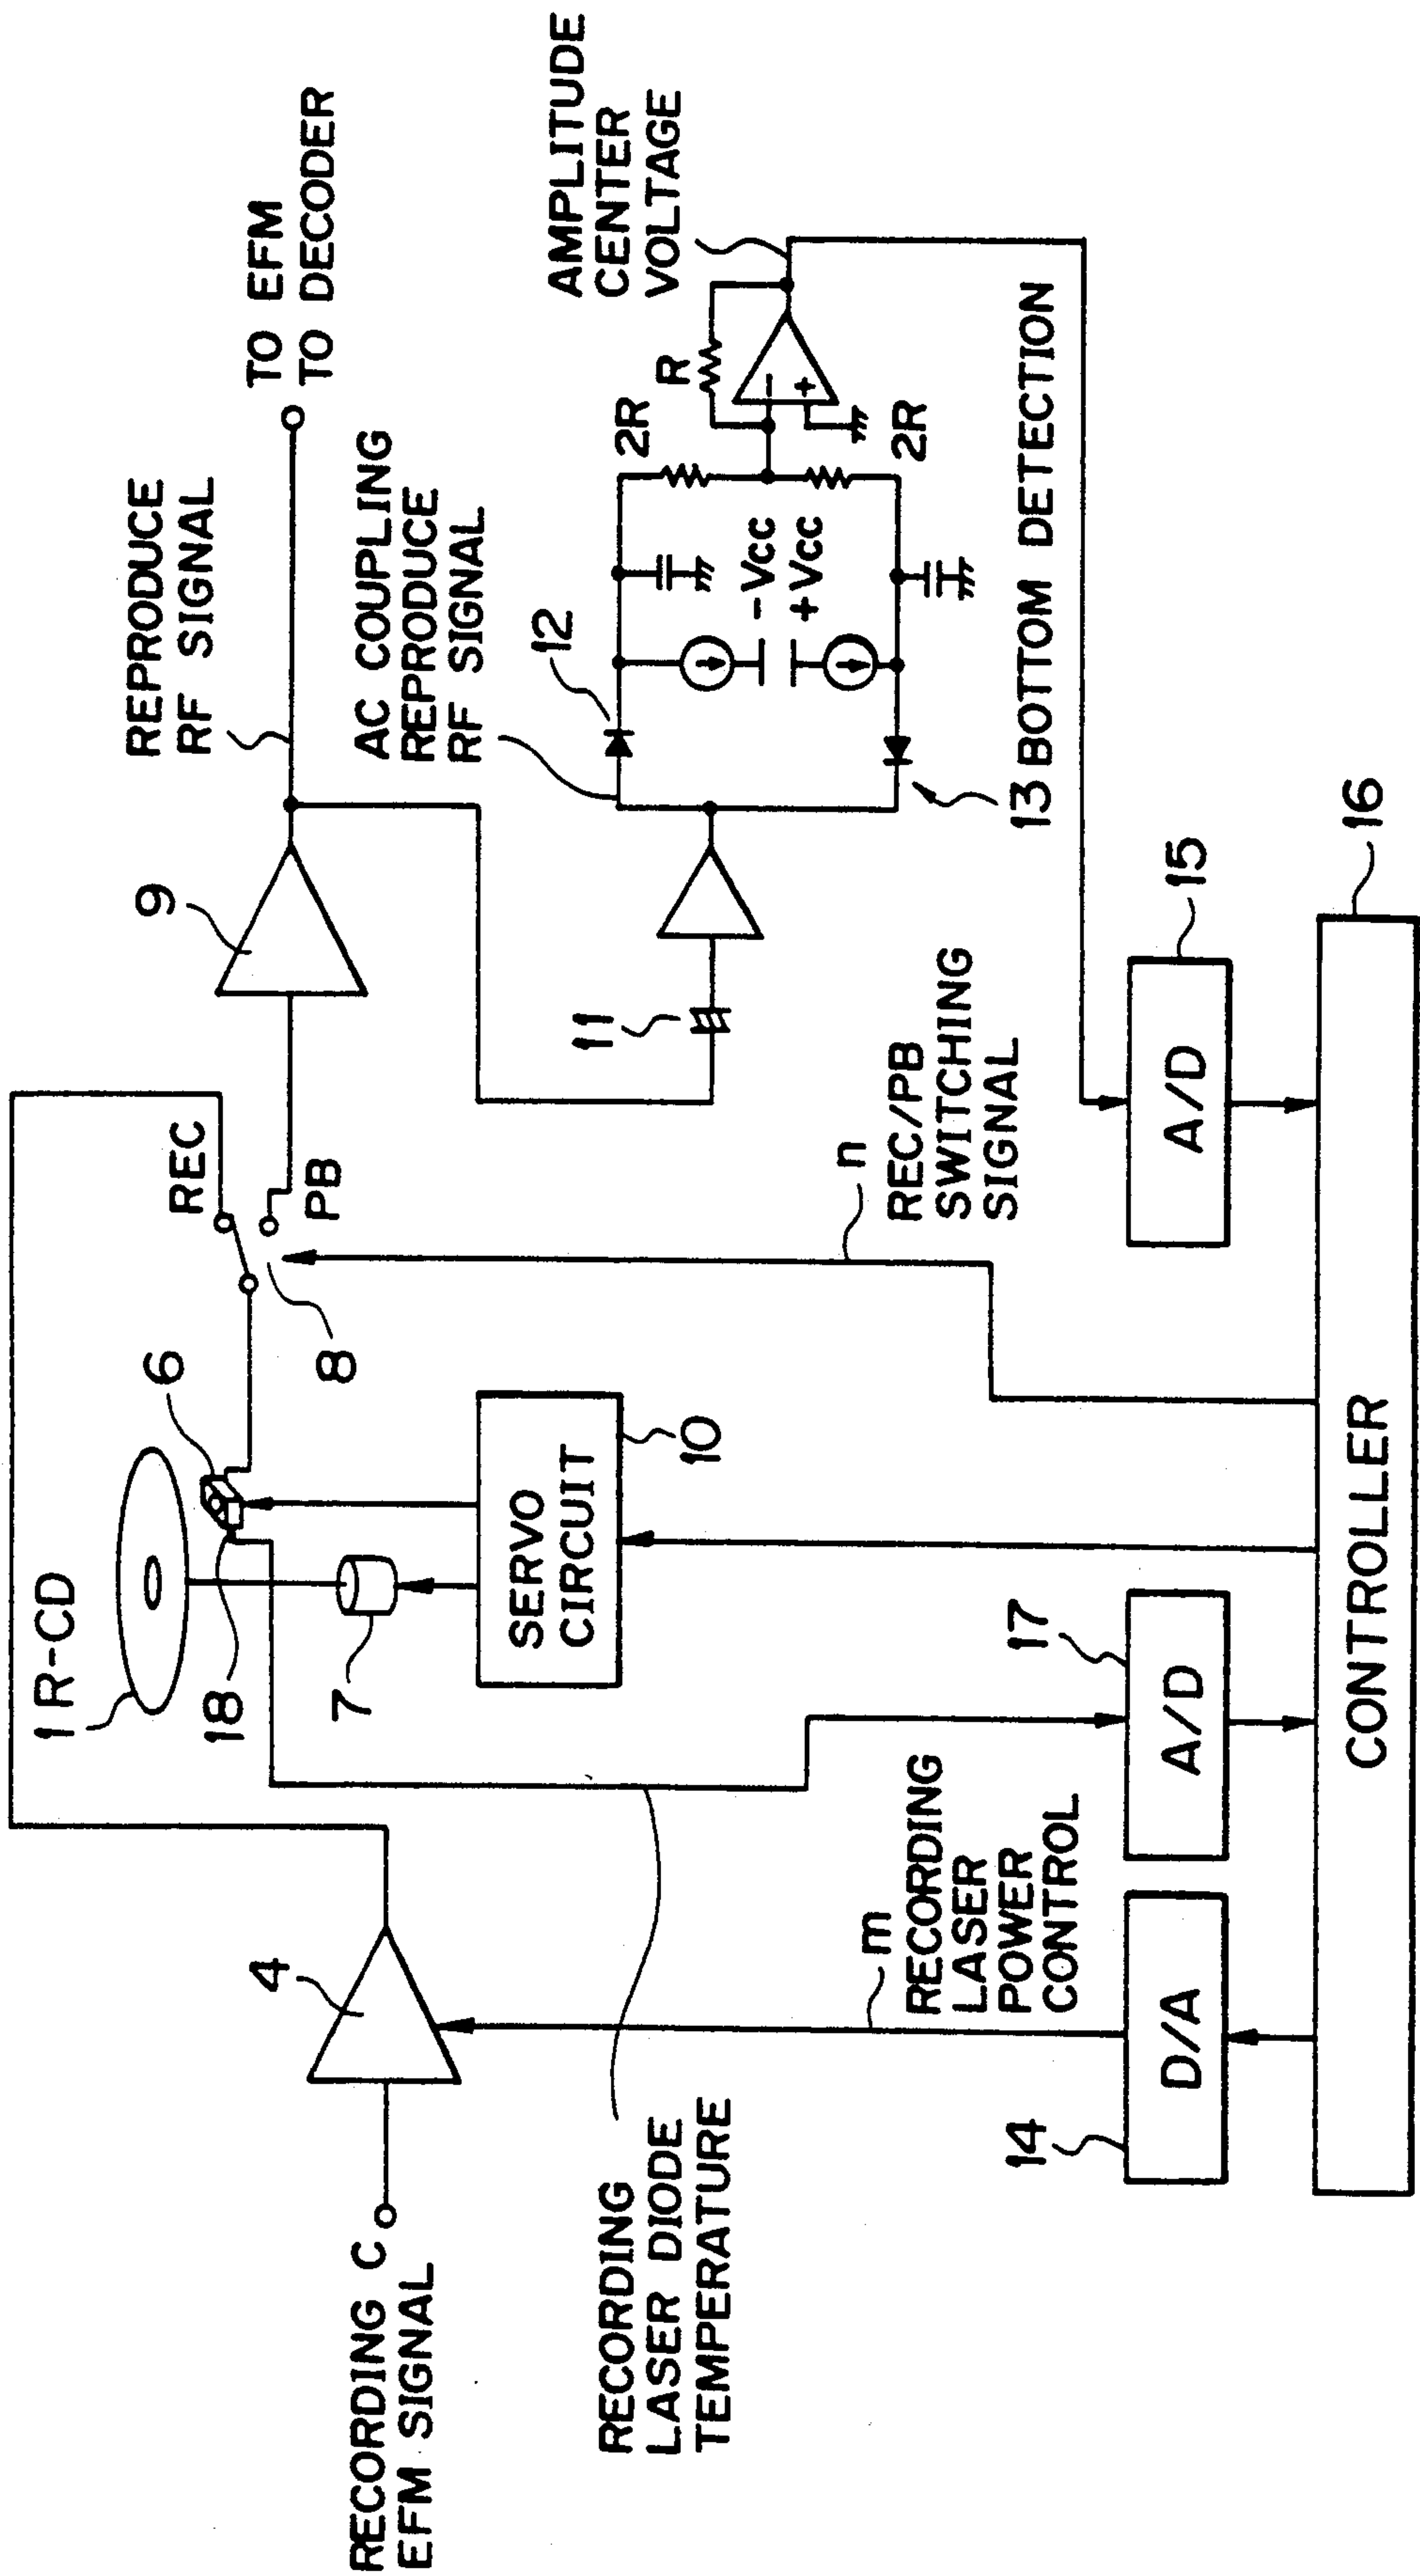 RECORDING C
EFM SIGNAL
4
RECORDING
LASER DIODE
TEMPERATURE
m
RECORDING
LASER
POWER
CONTROL
14
D/A
17
A/D
1 R-CD
18
6
7
SERVO
CIRCUIT
10
8
REC
PB
n
REC/PB
SWITCHING
SIGNAL
9
REPRODUCE
RF SIGNAL
TO EFM
TO DECODER
11
AC COUPLING
REPRODUCE
RF SIGNAL
12
-Vcc
+Vcc
2R
2R
R
-
+
AMPLITUDE
CENTER
VOLTAGE
13 BOTTOM DETECTION
15
A/D
16
CONTROLLER